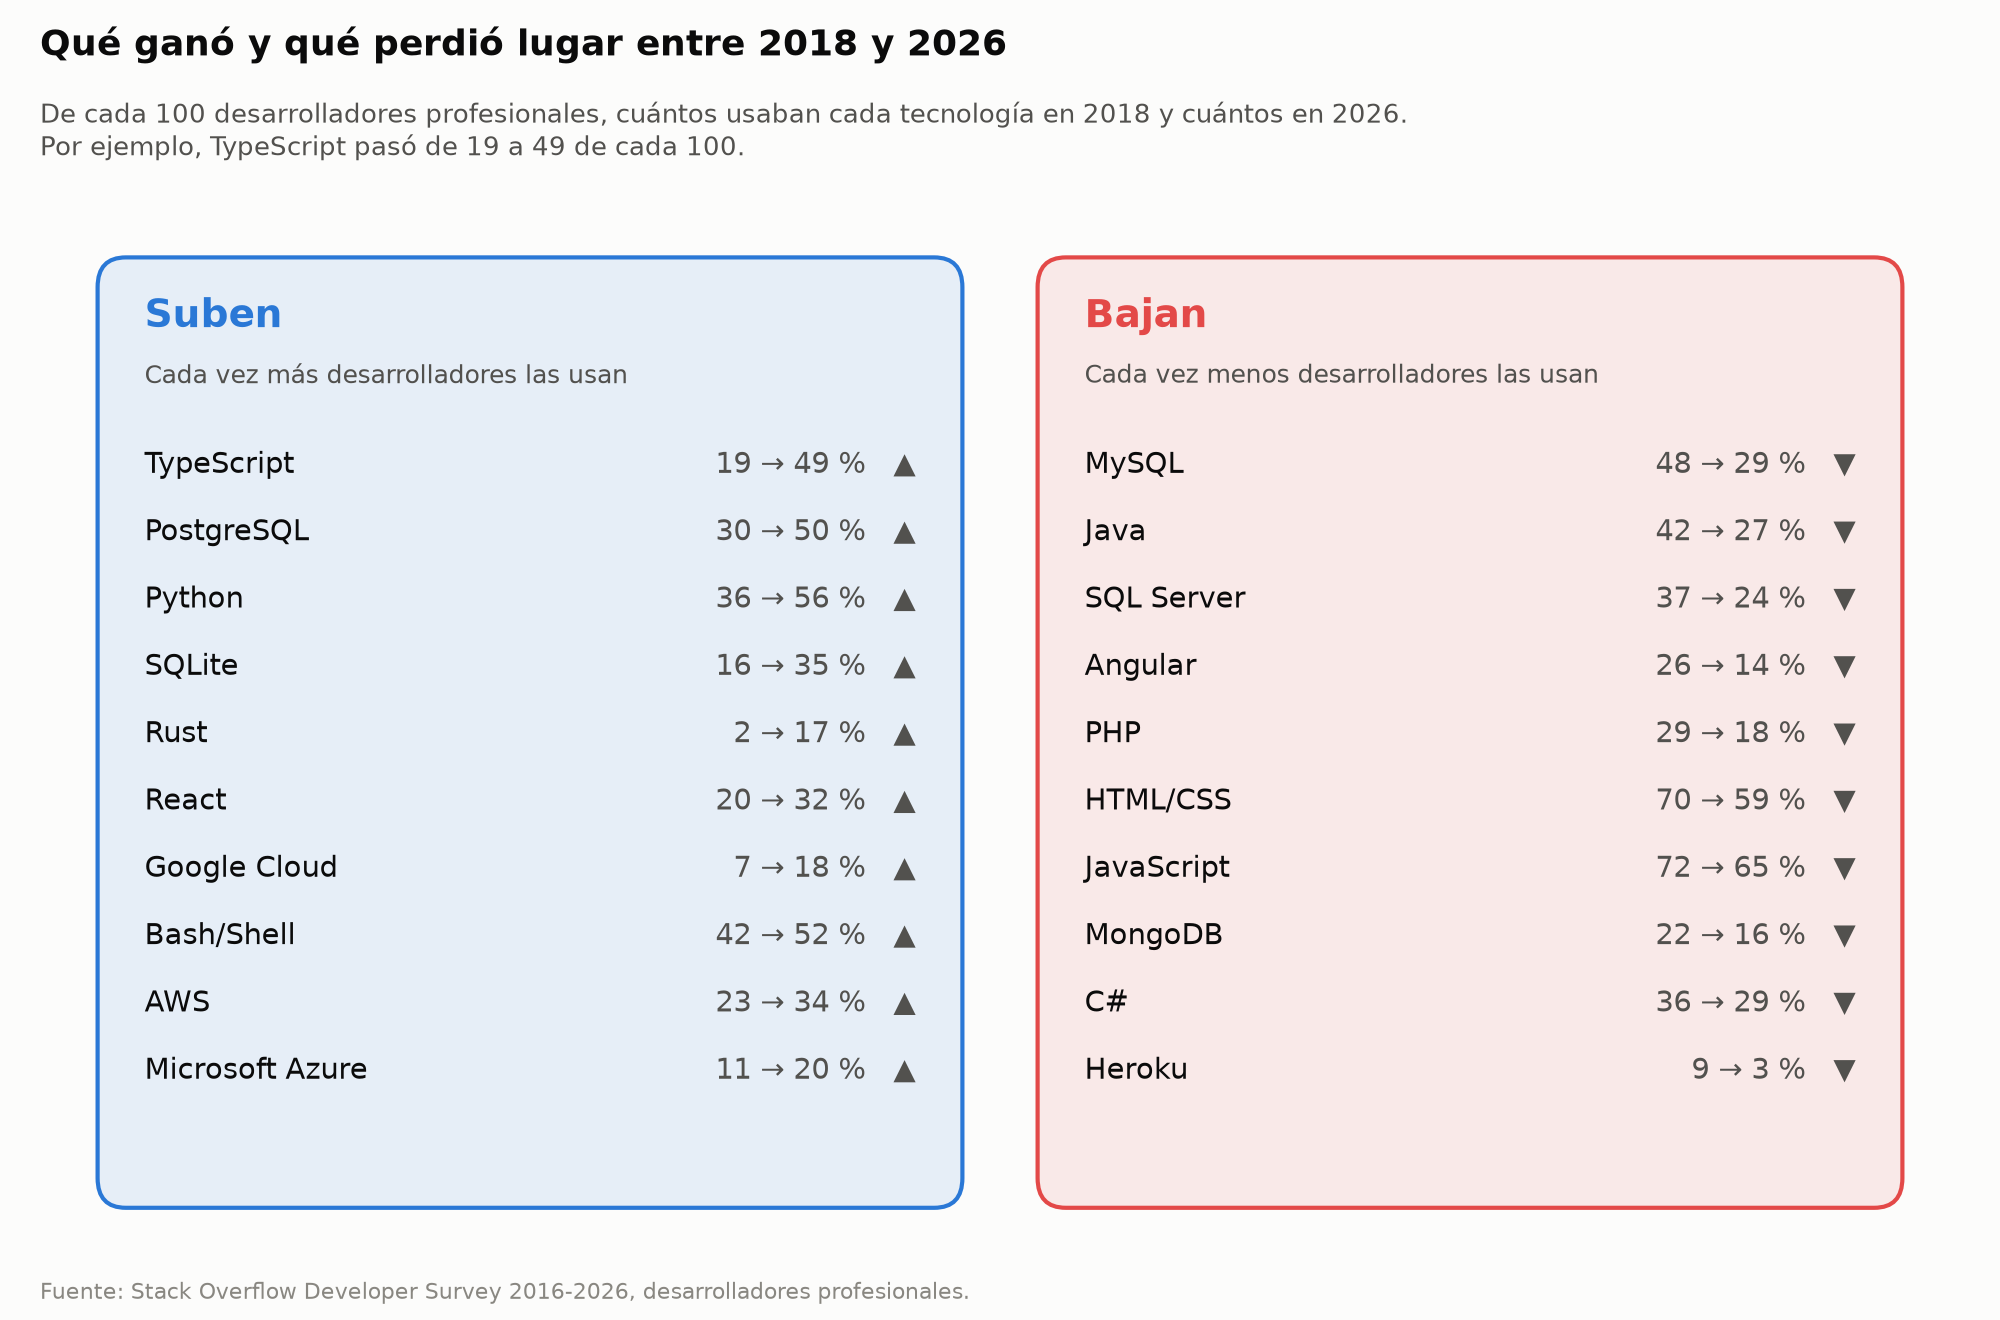 Qué ganó y qué perdió lugar entre 2018 y 2026
De cada 100 desarrolladores profesionales, cuántos usaban cada tecnología en 2018 y cuántos en 2026.
Por ejemplo, TypeScript pasó de 19 a 49 de cada 100.
Suben
Cada vez más desarrolladores las usan
TypeScript 19 → 49 % ▲
PostgreSQL 30 → 50 % ▲
Python 36 → 56 % ▲
SQLite 16 → 35 % ▲
Rust 2 → 17 % ▲
React 20 → 32 % ▲
Google Cloud 7 → 18 % ▲
Bash/Shell 42 → 52 % ▲
AWS 23 → 34 % ▲
Microsoft Azure 11 → 20 % ▲
Bajan
Cada vez menos desarrolladores las usan
MySQL 48 → 29 % ▼
Java 42 → 27 % ▼
SQL Server 37 → 24 % ▼
Angular 26 → 14 % ▼
PHP 29 → 18 % ▼
HTML/CSS 70 → 59 % ▼
JavaScript 72 → 65 % ▼
MongoDB 22 → 16 % ▼
C# 36 → 29 % ▼
Heroku 9 → 3 % ▼
Fuente: Stack Overflow Developer Survey 2016-2026, desarrolladores profesionales.